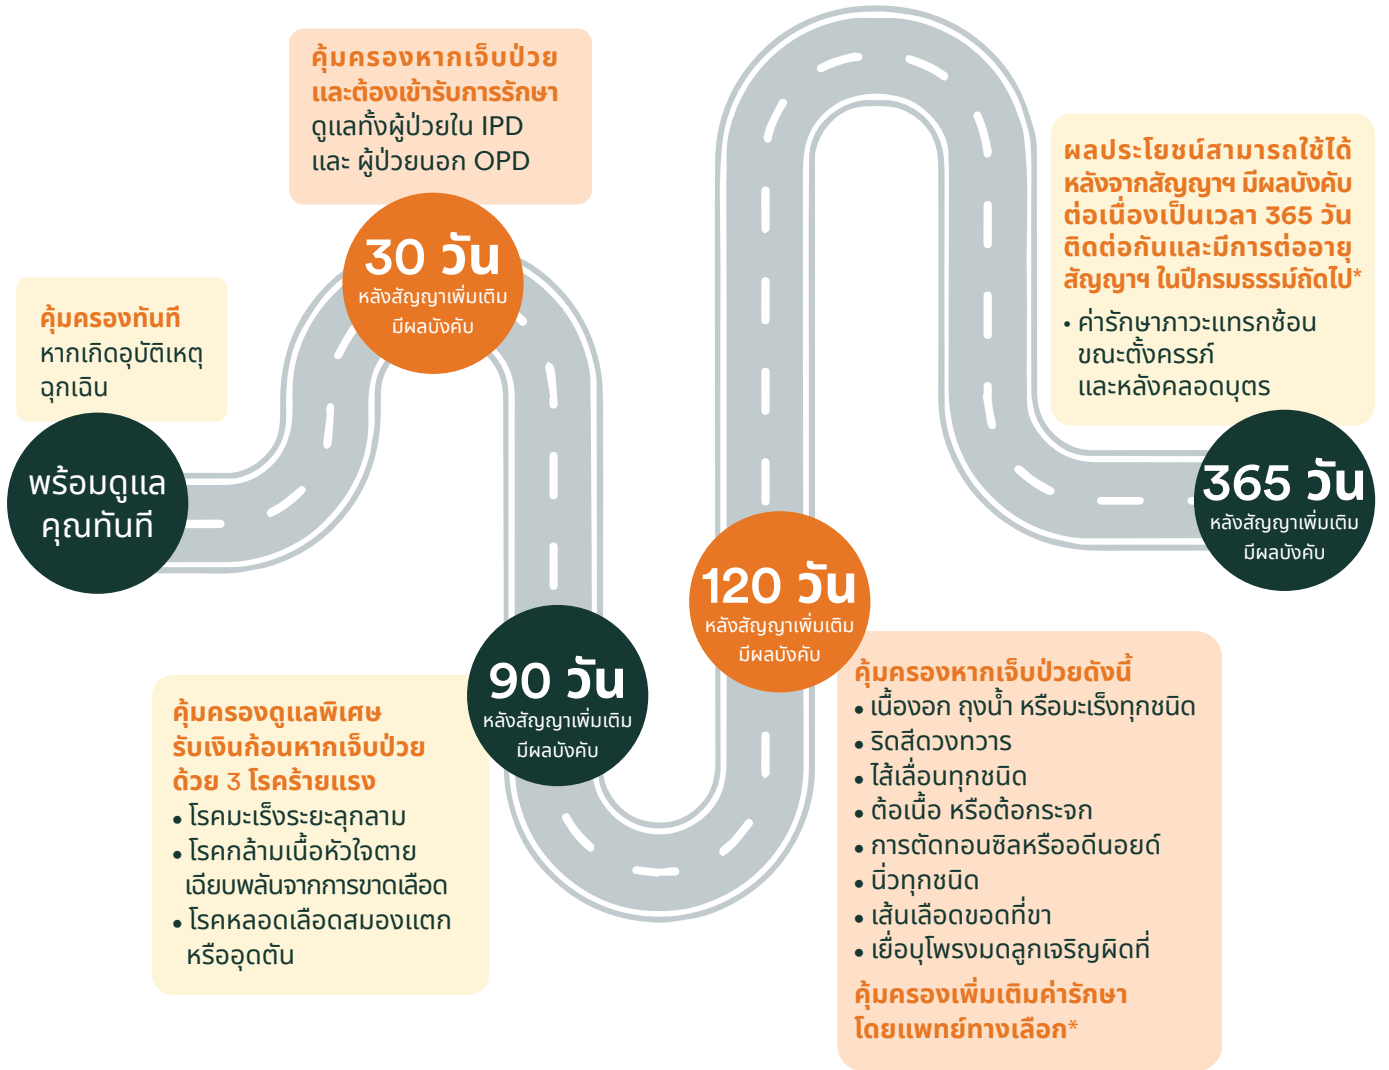 คุ้มครองทันที
หากเกิดอุบัติเหตุ
ฉุกเฉิน
พร้อมดูแล
คุณทันที
คุ้มครองหากเจ็บป่วย
และต้องเข้ารับการรักษา
ดูแลทั้งผู้ป่วยใน IPD
และ ผู้ป่วยนอก OPD
30 วัน
หลังสัญญาเพิ่มเติม
มีผลบังคับ
90 วัน
หลังสัญญาเพิ่มเติม
มีผลบังคับ
คุ้มครองดูแลพิเศษ
รับเงินก้อนหากเจ็บป่วย
ด้วย 3 โรคร้ายแรง
• โรคมะเร็งระยะลุกลาม
• โรคกล้ามเนื้อหัวใจตาย
เฉียบพลันจากการขาดเลือด
• โรคหลอดเลือดสมองแตก
หรืออุดตัน
120 วัน
หลังสัญญาเพิ่มเติม
มีผลบังคับ
คุ้มครองหากเจ็บป่วยดังนี้
• เนื้องอก ถุงน้ำ หรือมะเร็งทุกชนิด
• ริดสีดวงทวาร
• ไส้เลื่อนทุกชนิด
• ต้อเนื้อ หรือต้อกระจก
• การตัดทอนซิลหรืออดีนอยด์
• นิ่วทุกชนิด
• เส้นเลือดขอดที่ขา
• เยื่อบุโพรงมดลูกเจริญผิดที่
คุ้มครองเพิ่มเติมค่ารักษา
โดยแพทย์ทางเลือก*
ผลประโยชน์สามารถใช้ได้
หลังจากสัญญาฯ มีผลบังคับ
ต่อเนื่องเป็นเวลา 365 วัน
ติดต่อกันและมีการต่ออายุ
สัญญาฯ ในปีกรมธรรม์ถัดไป*
• ค่ารักษาภาวะแทรกซ้อน
ขณะตั้งครรภ์
และหลังคลอดบุตร
365 วัน
หลังสัญญาเพิ่มเติม
มีผลบังคับ